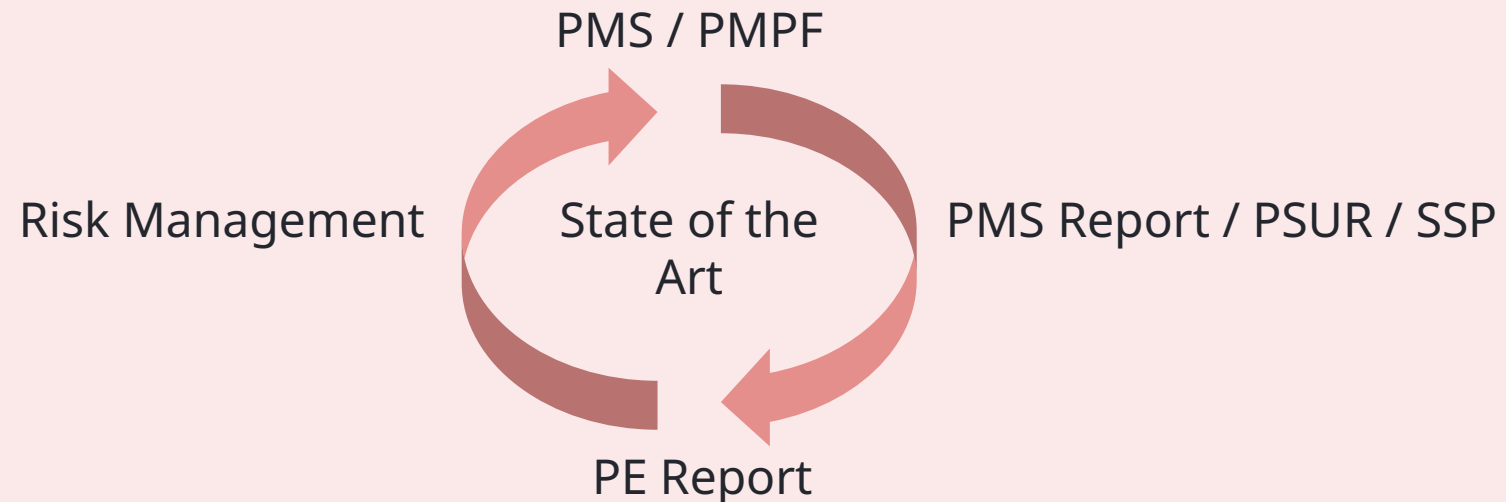 PMS / PMPF
Risk Management
State of the
Art
PMS Report / PSUR / SSP
PE Report